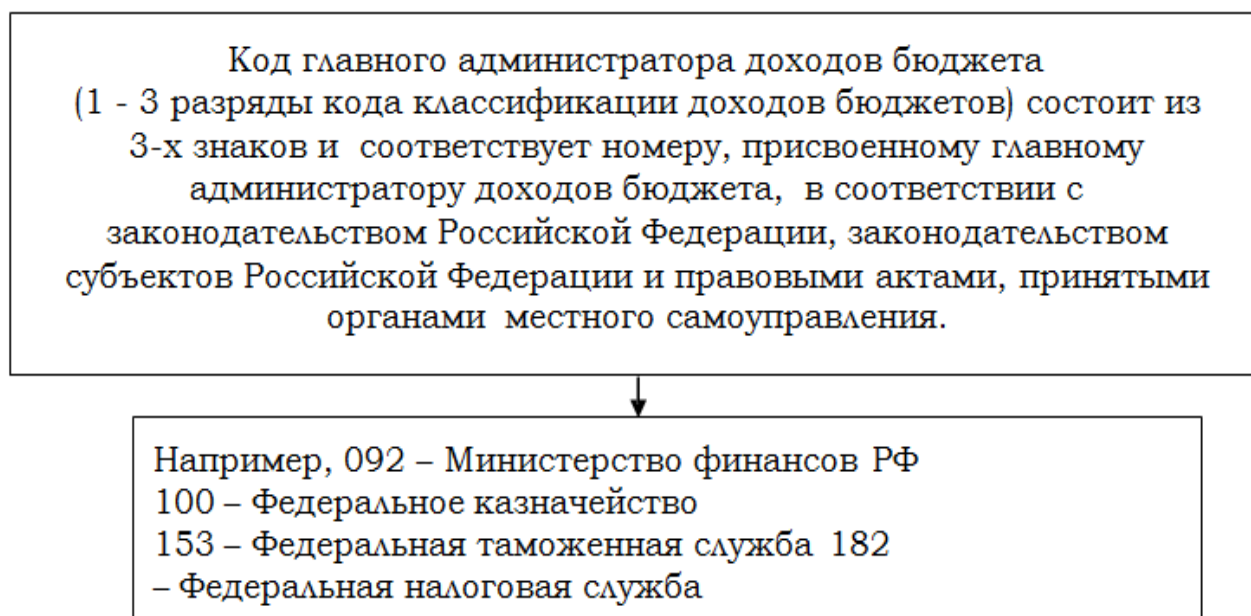 Код главного администратора доходов бюджета
(1 - 3 разряды кода классификации доходов бюджетов) состоит из
3-х знаков и соответствует номеру, присвоенному главному
администратору доходов бюджета, в соответствии с
законодательством Российской Федерации, законодательством
субъектов Российской Федерации и правовыми актами, принятыми
органами местного самоуправления.
Например, 092 – Министерство финансов РФ
100 – Федеральное казначейство
153 – Федеральная таможенная служба 182
– Федеральная налоговая служба